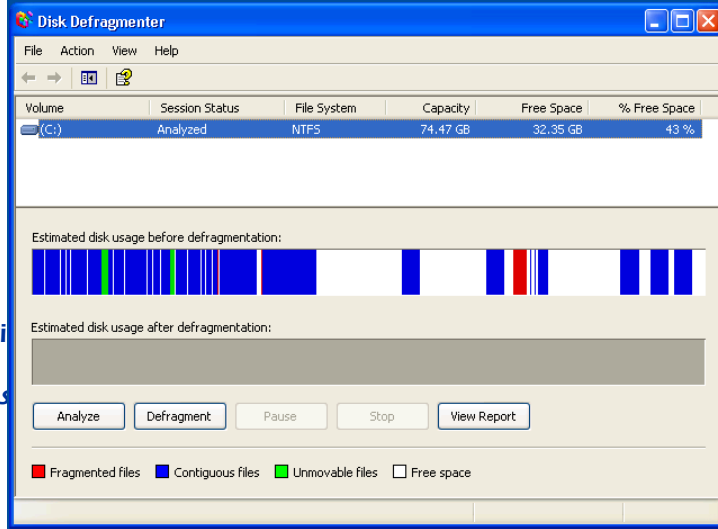 Disk Defragmenter
File Action View Help
Volume Session Status File System Capacity Free Space % Free Space
(C:) Analyzed NTFS 74.47 GB 32.35 GB 43 %
Estimated disk usage before defragmentation:
Estimated disk usage after defragmentation:
i
s
Analyze Defragment Pause Stop View Report
Fragmented files Contiguous files Unmovable files Free space